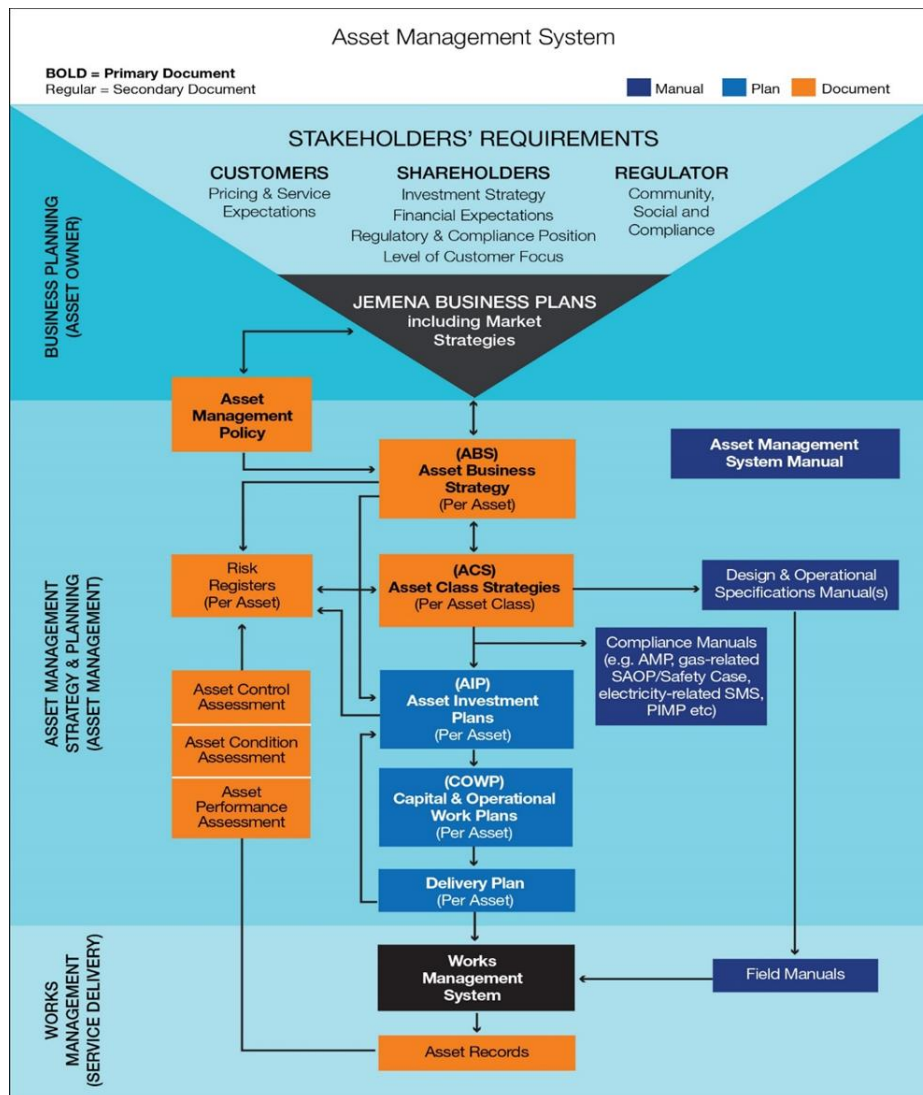 Asset Management System
BOLD = Primary Document
Regular = Secondary Document
Manual
Plan
Document
STAKEHOLDERS' REQUIREMENTS
CUSTOMERS
Pricing & Service
Expectations
SHAREHOLDERS
Investment Strategy
Financial Expectations
Regulatory & Compliance Position
Level of Customer Focus
REGULATOR
Community,
Social and
Compliance
BUSINESS PLANNING
(ASSET OWNER)
JEMENA BUSINESS PLANS
including Market
Strategies
Asset
Management
Policy
(ABS)
Asset Business
Strategy
(Per Asset)
Asset Management
System Manual
ASSET MANAGEMENT
STRATEGY & PLANNING
(ASSET MANAGEMENT)
Risk
Registers
(Per Asset)
(ACS)
Asset Class Strategies
(Per Asset Class)
Design & Operational
Specifications Manual(s)
Compliance Manuals
(e.g. AMP, gas-related
SAOP/Safety Case,
electricity-related SMS,
PIMP etc)
Asset Control
Assessment
Asset Condition
Assessment
Asset
Performance
Assessment
(AIP)
Asset Investment
Plans
(Per Asset)
(COWP)
Capital & Operational
Work Plans
(Per Asset)
Delivery Plan
(Per Asset)
WORKS
MANAGEMENT
(SERVICE DELIVERY)
Works
Management
System
Field Manuals
Asset Records